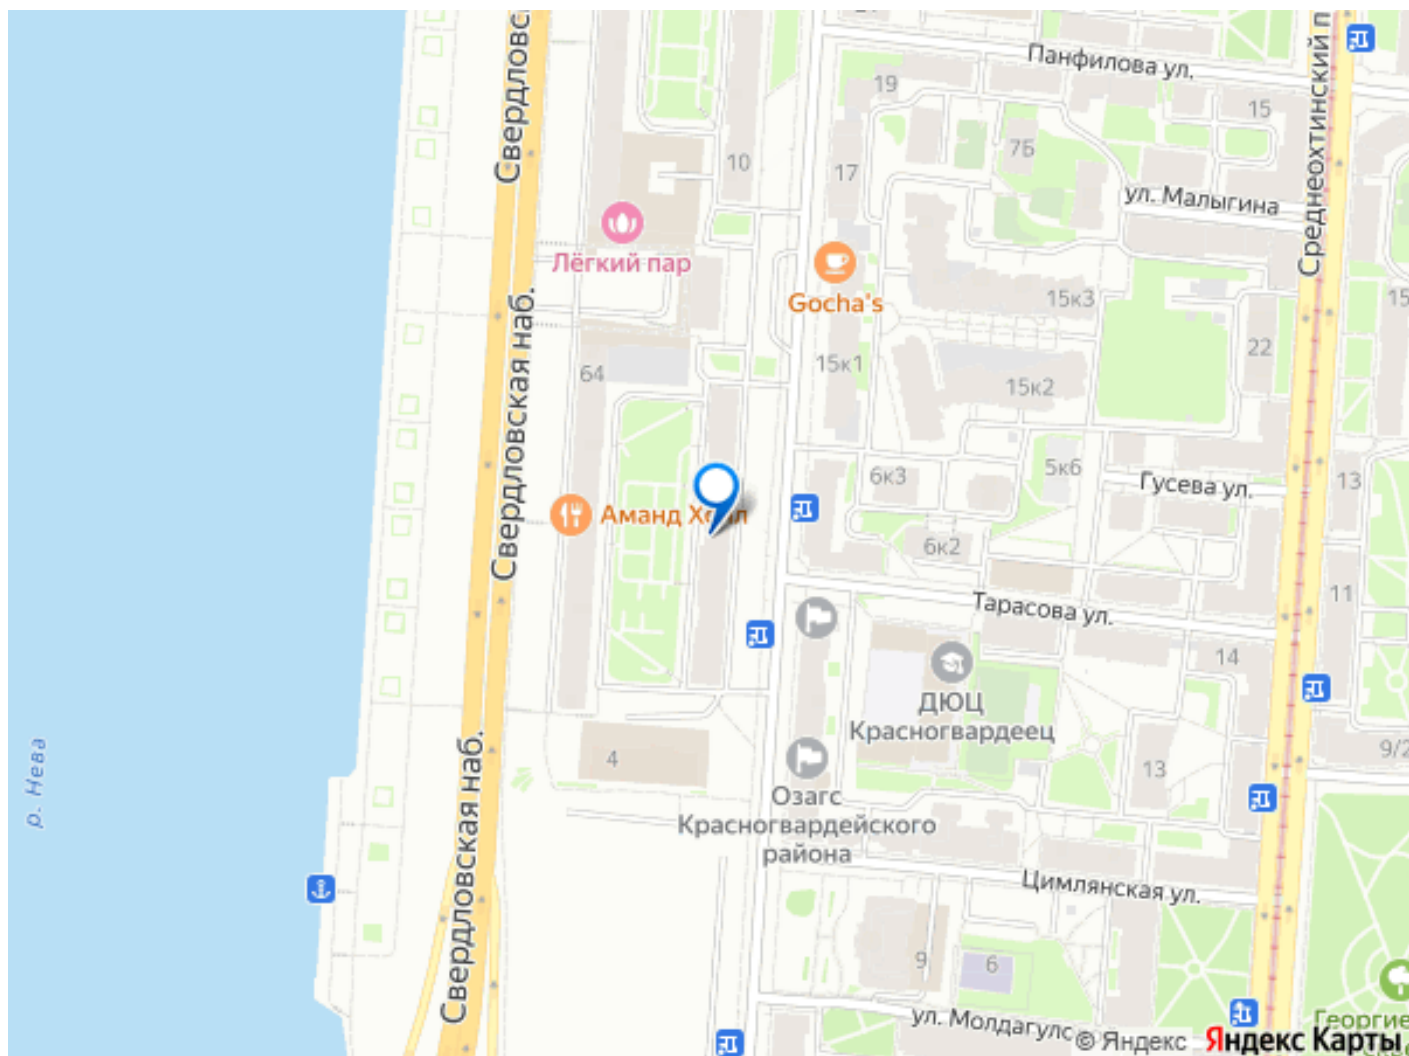 Свердловс
Панфилова ул.
Среднеохтинский п
19
15
10
7Б
17
ул. Малыгина
Лёгкий пар
Gocha's
15к3
15
Свердловская наб.
64
15к1
15к2
22
6к3
5к6
Гусева ул.
13
Аманд Холл
6к2
Тарасова ул.
11
14
ДЮЦ
Красногвардеец
р. Нева
Свердловская наб.
4
13
9/2
Озагс
Красногвардейского
района
Цимлянская ул.
9
6
ул. Молдагулс
Георгие
© Яндекс Яндекс Карты